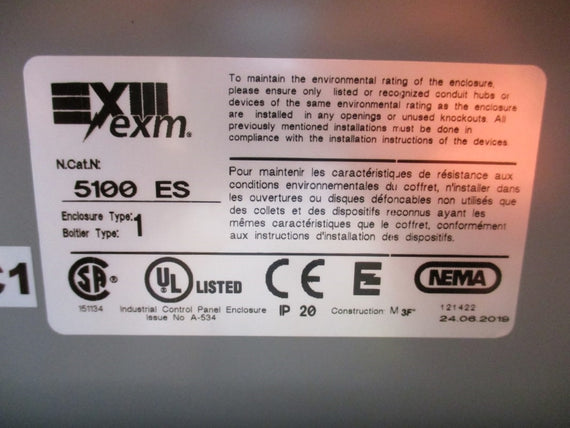 EXM
exm®
To maintain the environmental rating of the enclosure,
please ensure only listed or recognized conduit hubs or
devices of the same environmental rating as the enclosure
are installed in any openings or unused knockouts. All
previously mentioned installations must be done in
compliance with the installation instructions of the devices
N.Cat.N:
5100 ES
Enclosure Type: 1
Boîtier Type:
Pour maintenir les caractéristiques de résistance aux
conditions environnementales du coffret, n'installer dans
les ouvertures ou disques défoncables non utilisés que
des collets et des dispositifs reconnus ayant les
mêmes caractéristiques que le coffret, conformément
aux instructions d'installation des dispositifs.
C1
SA®
151134
UL® LISTED
Industrial Control Panel Enclosure
Issue No A-534
CE
IP 20
E
Construction: M 3F"
NEMA
121422
24.06.2019